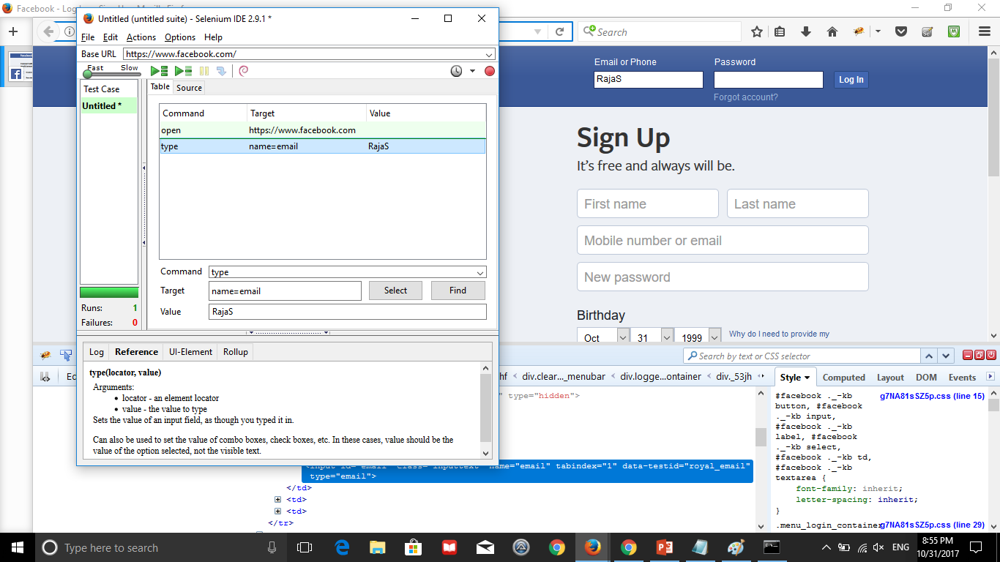 Untitled (untitled suite) - Selenium IDE 2.9.1 *
File Edit Actions Options Help
Base URL https://www.facebook.com/
Fast Slow
Test Case
Untitled *
Runs: 1
Failures: 0
Table Source
Command Target Value
open https://www.facebook.com
type name=email RajaS
Command type
Target name=email Select Find
Value RajaS
Log Reference UI-Element Rollup
type(locator, value)
Arguments:
• locator - an element locator
• value - the value to type
Sets the value of an input field, as though you typed it in.
Can also be used to set the value of combo boxes, check boxes, etc. In these cases, value should be the
value of the option selected, not the visible text.
Facebook - Log
Search
Email or Phone Password
RajaS Log In
Forgot account?
Sign Up
It's free and always will be.
First name Last name
Mobile number or email
New password
Birthday
Oct 31 1999 Why do I need to provide my
Search by text or CSS selector
hf < div.clear..._menubar < div.logge...ontainer < div._53jh
Style Computed Layout DOM Events
" type="hidden">
name="email" tabindex="1" data-testid="royal_email"
type="email">
</td>
<td>
<td>
</tr>
#facebook ._-kb g7NA81sSZ5p.css (line 15)
button, #facebook
._-kb input,
#facebook ._-kb
label, #facebook
._-kb select,
#facebook ._-kb td,
#facebook ._-kb
textarea {
font-family: inherit;
letter-spacing: inherit;
}
.menu_login_container g7NA81sSZ5p.css (line 29)
Type here to search
ENG
8:55 PM
10/31/2017